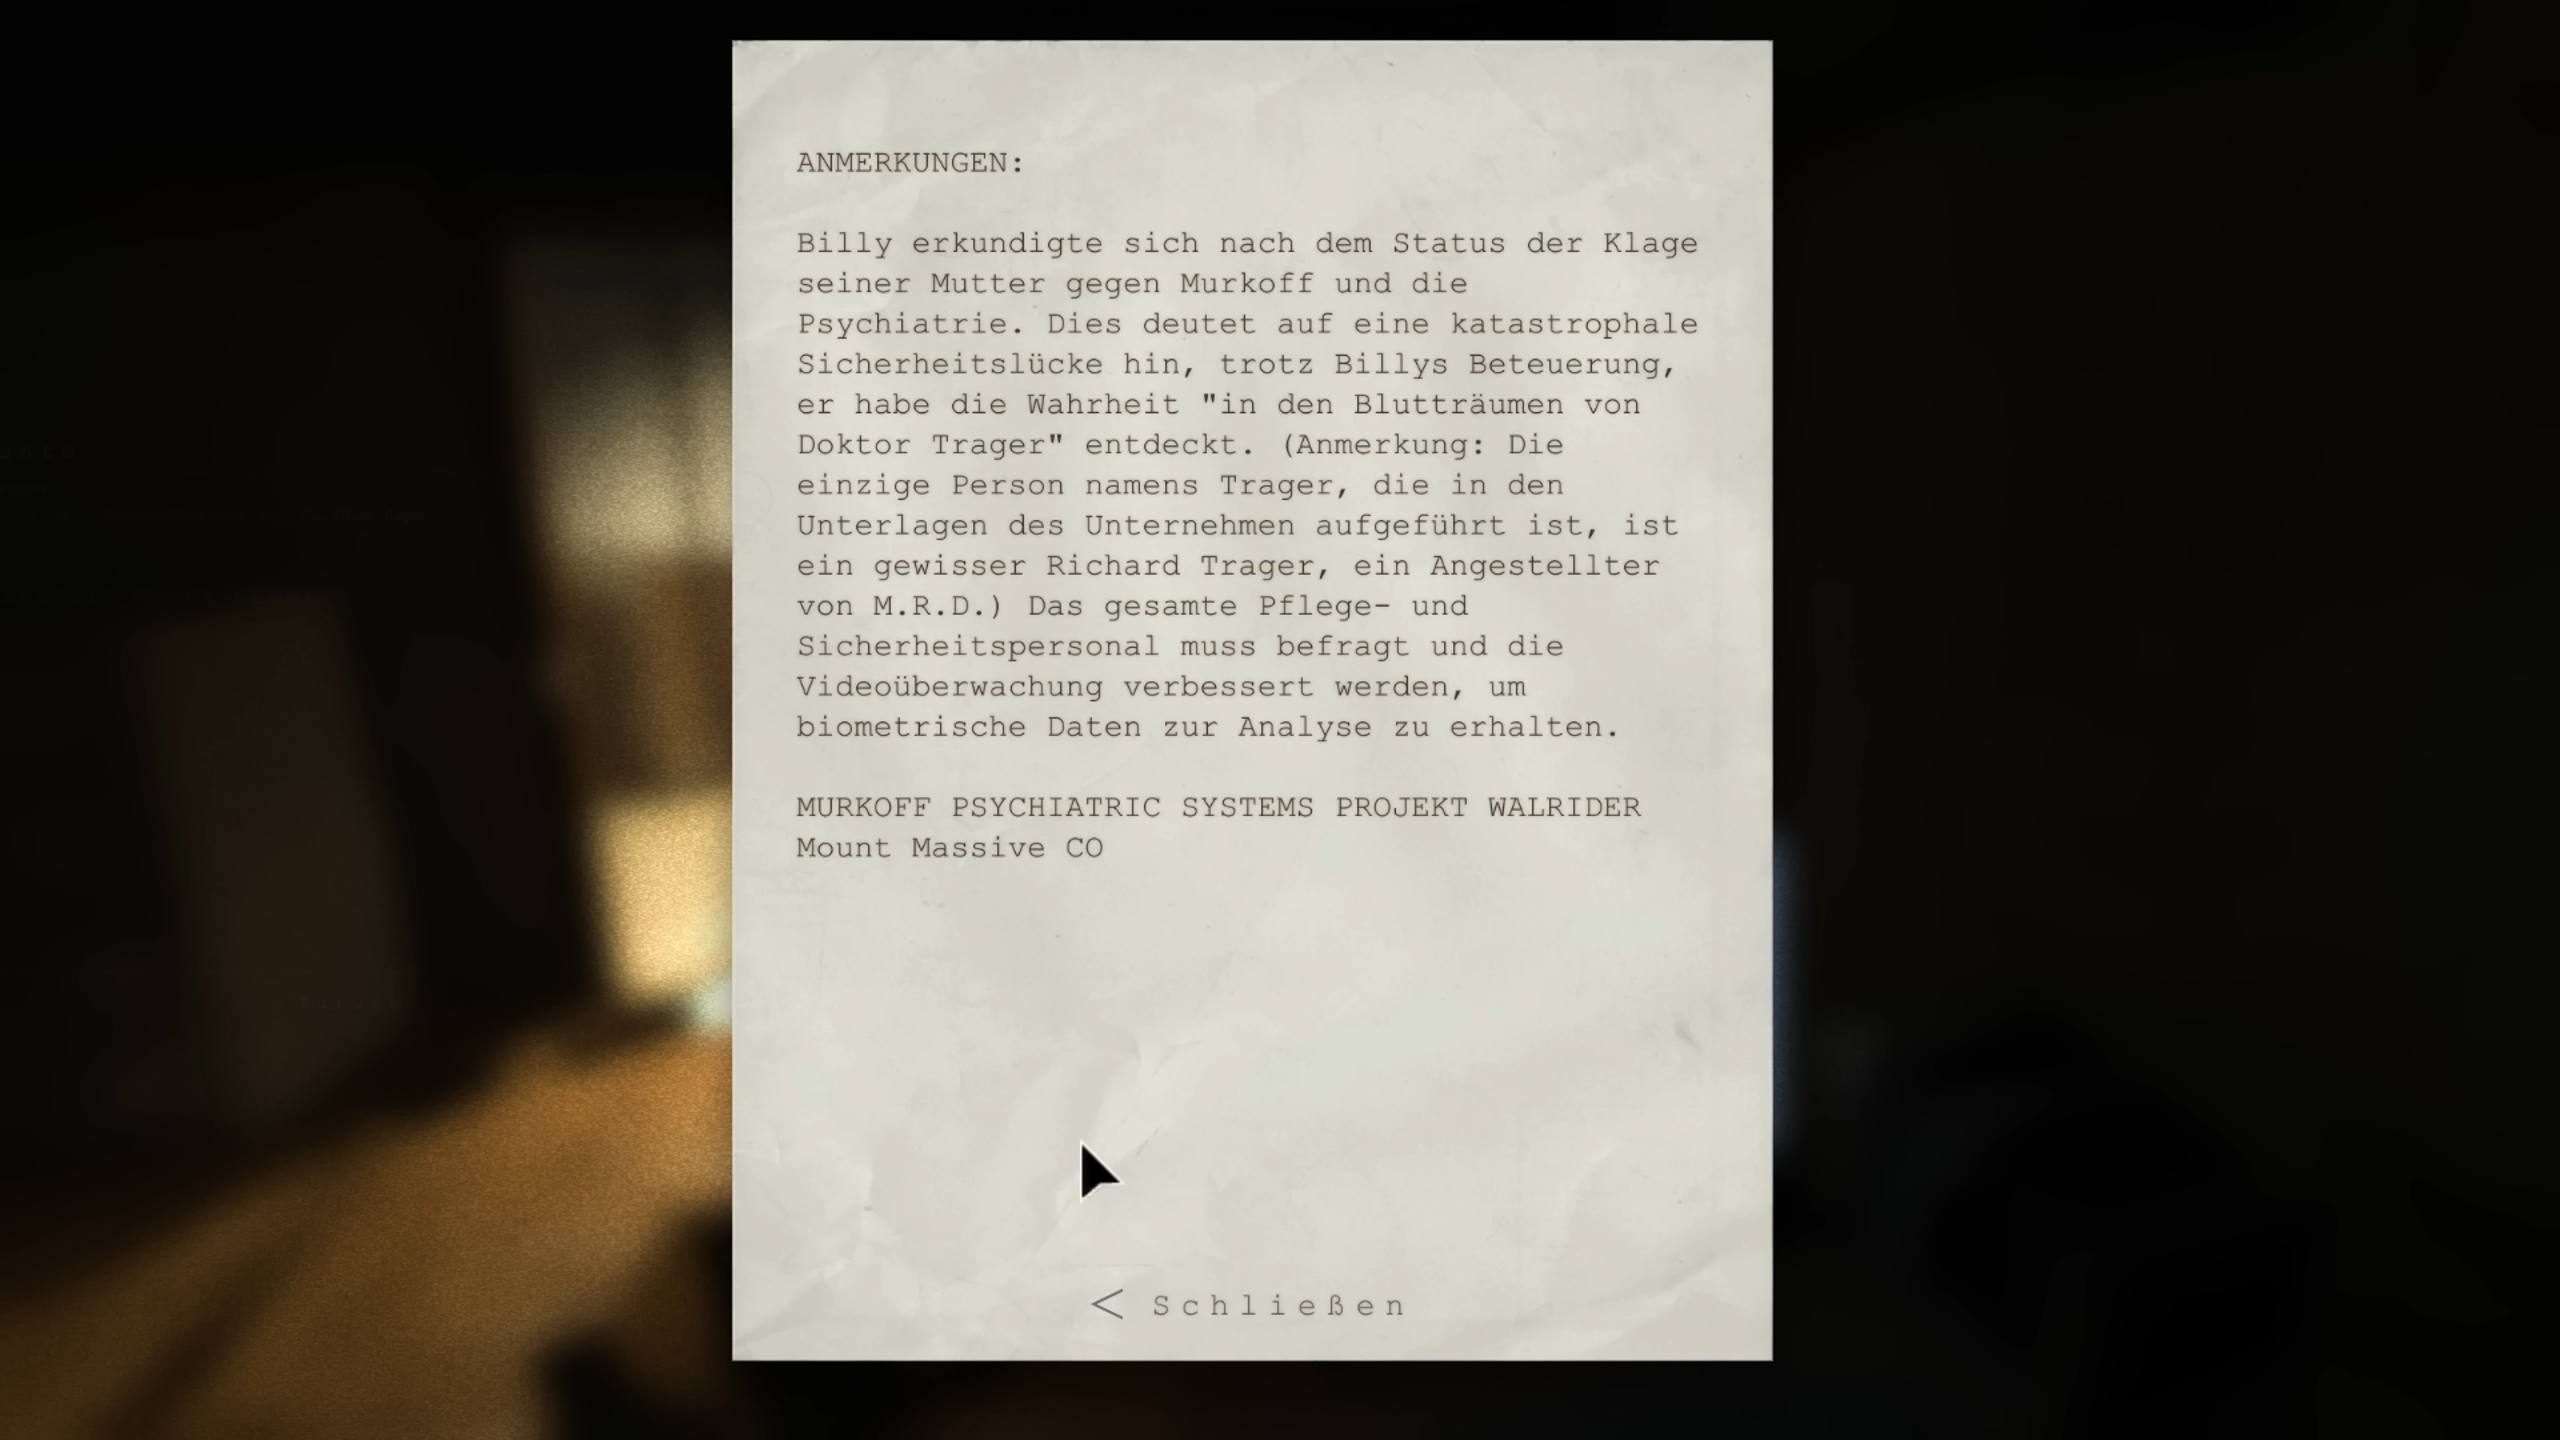 ANMERKUNGEN:
Billy erkundigte sich nach dem Status der Klage
seiner Mutter gegen Murkoff und die
Psychiatrie. Dies deutet auf eine katastrophale
Sicherheitslücke hin, trotz Billys Beteuerung,
er habe die Wahrheit "in den Blutträumen von
Doktor Trager" entdeckt. (Anmerkung: Die
einzige Person namens Trager, die in den
Unterlagen des Unternehmen aufgeführt ist, ist
ein gewisser Richard Trager, ein Angestellter
von M.R.D.) Das gesamte Pflege- und
Sicherheitspersonal muss befragt und die
Videoüberwachung verbessert werden, um
biometrische Daten zur Analyse zu erhalten.
MURKOFF PSYCHIATRIC SYSTEMS PROJEKT WALRIDER
Mount Massive CO
< Schließen